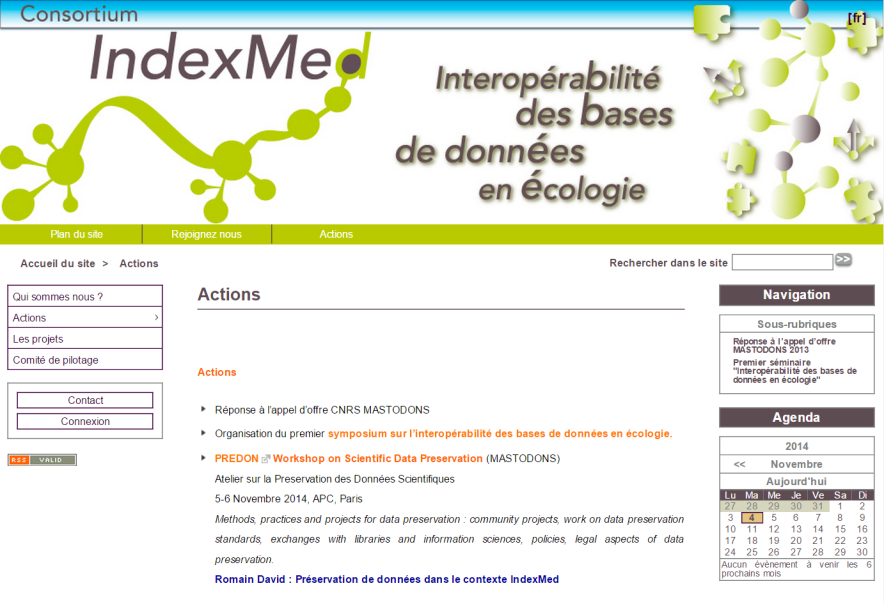 Consortium
[fr]
IndexMed
Interopérabilité
des bases
de données
en écologie
Plan du site
Rejoignez nous
Actions
Accueil du site > Actions
Rechercher dans le site >>
Qui sommes nous ?
Actions ›
Les projets
Comité de pilotage
Contact
Connexion
RSS VALID
Actions
Actions
Réponse à l'appel d'offre CNRS MASTODONS
Organisation du premier symposium sur l'interopérabilité des bases de données en écologie.
PREDON Workshop on Scientific Data Preservation (MASTODONS)
Atelier sur la Preservation des Données Scientifiques
5-6 Novembre 2014, APC, Paris
Methods, practices and projects for data preservation : community projects, work on data preservation
standards, exchanges with libraries and information sciences, policies, legal aspects of data
preservation.
Romain David : Préservation de données dans le contexte IndexMed
Navigation
Sous-rubriques
Réponse à l'appel d'offre
MASTODONS 2013
Premier séminaire
"Interopérabilité des bases de
données en écologie"
Agenda
2014
<< Novembre
Aujourd'hui
Lu Ma Me Je Ve Sa Di
27 28 29 30 31 1 2
3 4 5 6 7 8 9
10 11 12 13 14 15 16
17 18 19 20 21 22 23
24 25 26 27 28 29 30
Aucun évènement à venir les 6
prochains mois